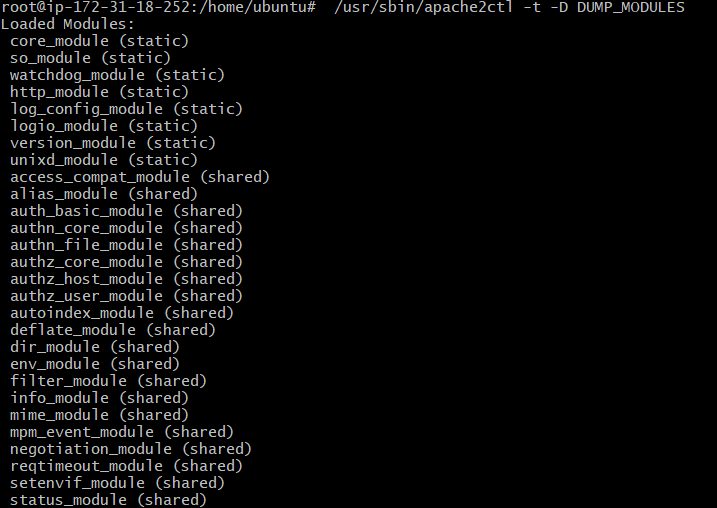 root@ip-172-31-18-252:/home/ubuntu#  /usr/sbin/apache2ctl -t -D DUMP_MODULES
Loaded Modules:
 core_module (static)
 so_module (static)
 watchdog_module (static)
 http_module (static)
 log_config_module (static)
 logio_module (static)
 version_module (static)
 unixd_module (static)
 access_compat_module (shared)
 alias_module (shared)
 auth_basic_module (shared)
 authn_core_module (shared)
 authn_file_module (shared)
 authz_core_module (shared)
 authz_host_module (shared)
 authz_user_module (shared)
 autoindex_module (shared)
 deflate_module (shared)
 dir_module (shared)
 env_module (shared)
 filter_module (shared)
 info_module (shared)
 mime_module (shared)
 mpm_event_module (shared)
 negotiation_module (shared)
 reqtimeout_module (shared)
 setenvif_module (shared)
 status_module (shared)